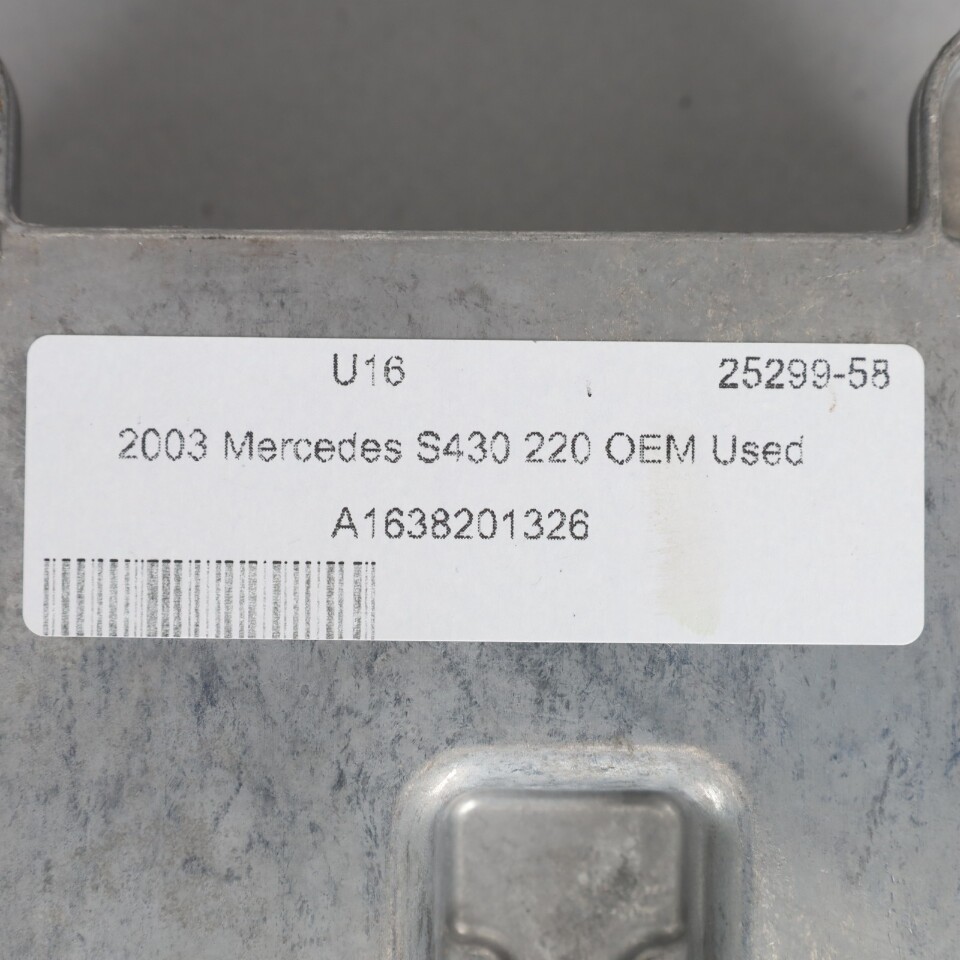 U16 25299-58
2003 Mercedes S430 220 OEM Used
A1638201326